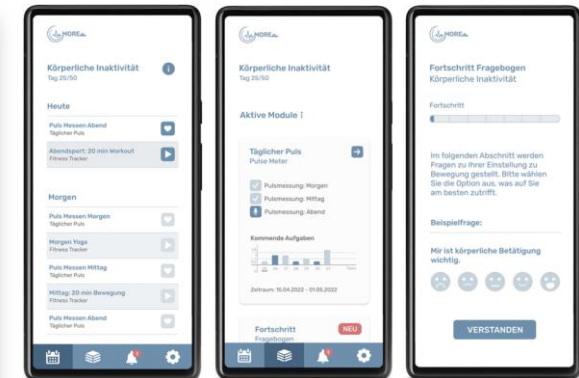 MORE
Körperliche Inaktivität
Tag 25/50
Heute
Puls Messen Abend
Täglicher Puls
Abendsport: 20 min Workout
Fitness Tracker
Morgen
Puls Messen Morgen
Täglicher Puls
Morgen Yoga
Fitness Tracker
Puls Messen Mittag
Täglicher Puls
Mittag: 20 min Bewegung
Fitness Tracker
Puls Messen Abend
Täglicher Puls
MORE
Körperliche Inaktivität
Tag 25/50
Aktive Module
Täglicher Puls
Pulse Meter
Pulsmessung: Morgen
Pulsmessung: Mittag
Pulsmessung: Abend
Kommende Aufgaben
Zeitraum: 15.04.2022 - 01.05.2022
Fortschritt
NEU
Fragebogen
MORE
Fortschritt Fragebogen
Körperliche Inaktivität
Fortschritt
Im folgenden Abschnitt werden
Fragen zu Ihrer Einstellung zu
Bewegung gestellt. Bitte wählen
Sie die Option aus, was auf Sie
am besten zutrifft.
Beispielfrage:
Mir ist körperliche Betätigung
wichtig.
VERSTANDEN